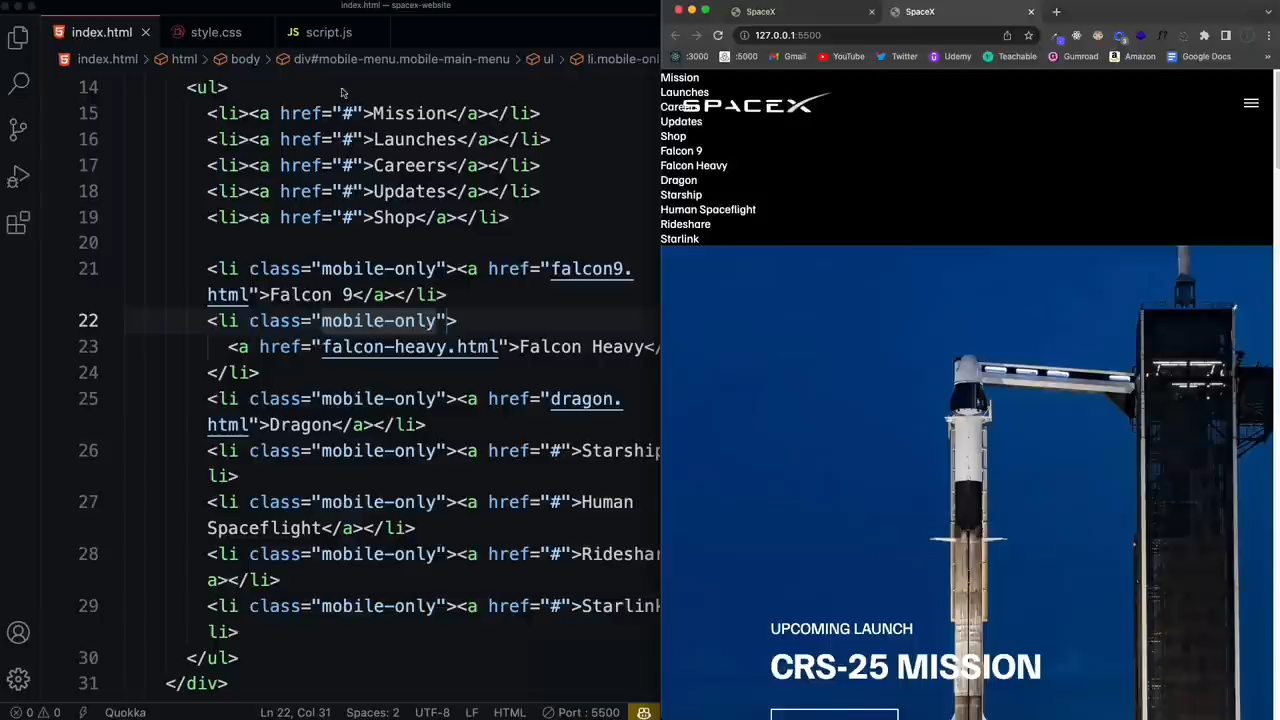 index.html — spacex-website
index.html
style.css
JS script.js
index.html > html > body > div#mobile-menu.mobile-main-menu > ul > li.mobile-onl
14 <ul>
15 <li><a href="#">Mission</a></li>
16 <li><a href="#">Launches</a></li>
17 <li><a href="#">Careers</a></li>
18 <li><a href="#">Updates</a></li>
19 <li><a href="#">Shop</a></li>
20
21 <li class="mobile-only"><a href="falcon9.
html">Falcon 9</a></li>
22 <li class="mobile-only">
23 <a href="falcon-heavy.html">Falcon Heavy</
24 </li>
25 <li class="mobile-only"><a href="dragon.
html">Dragon</a></li>
26 <li class="mobile-only"><a href="#">Starship
li>
27 <li class="mobile-only"><a href="#">Human
Spaceflight</a></li>
28 <li class="mobile-only"><a href="#">Rideshar
a></li>
29 <li class="mobile-only"><a href="#">Starlink
li>
30 </ul>
31 </div>
0 0 Quokka Ln 22, Col 31 Spaces: 2 UTF-8 LF HTML Port : 5500
SpaceX
SpaceX
127.0.0.1:5500
:3000 :5000 Gmail YouTube Twitter Udemy Teachable Gumroad Amazon Google Docs »
Mission
Launches
Careers
SPACEX
Updates
Shop
Falcon 9
Falcon Heavy
Dragon
Starship
Human Spaceflight
Rideshare
Starlink
UPCOMING LAUNCH
CRS-25 MISSION